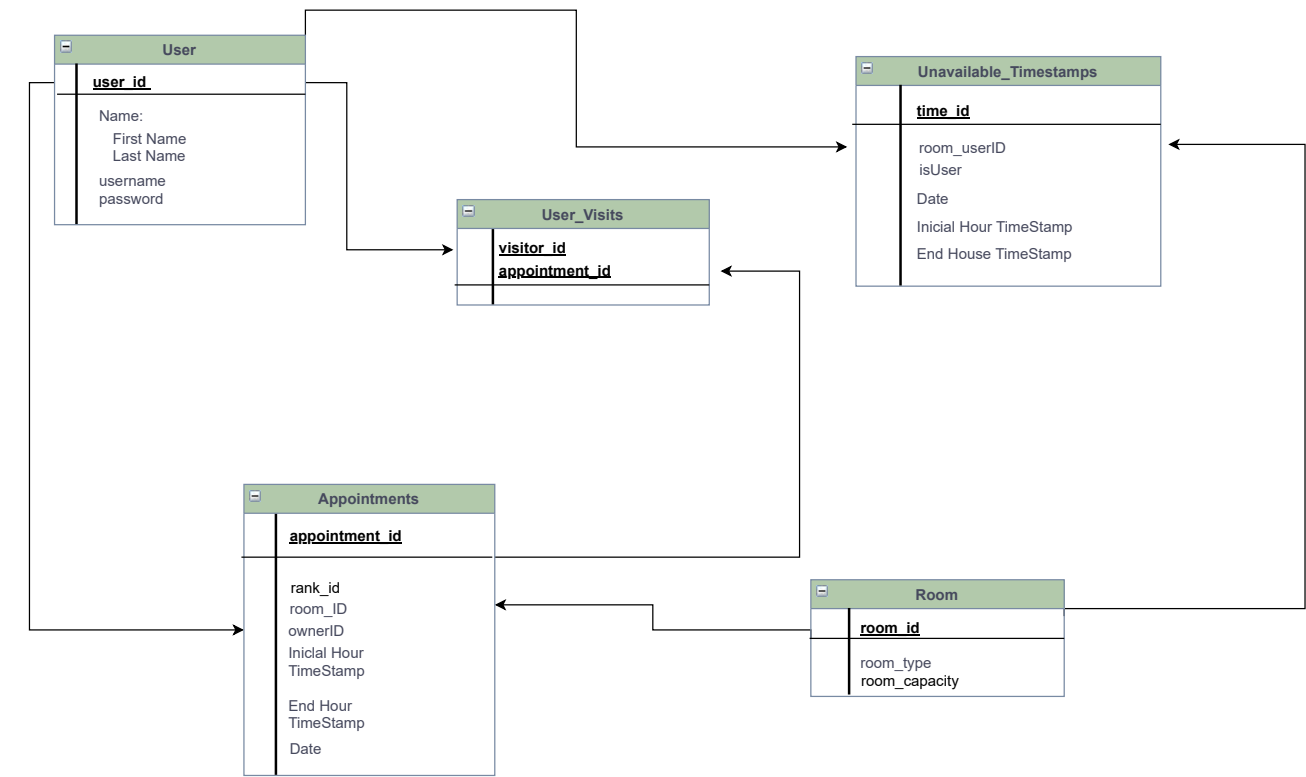 User
user_id
Name:
First Name
Last Name
username
password
Unavailable_Timestamps
time_id
room_userID
isUser
Date
Inicial Hour TimeStamp
End House TimeStamp
User_Visits
visitor_id
appointment_id
Appointments
appointment_id
rank_id
room_ID
ownerID
Inicial Hour
TimeStamp
End Hour
TimeStamp
Date
Room
room_id
room_type
room_capacity